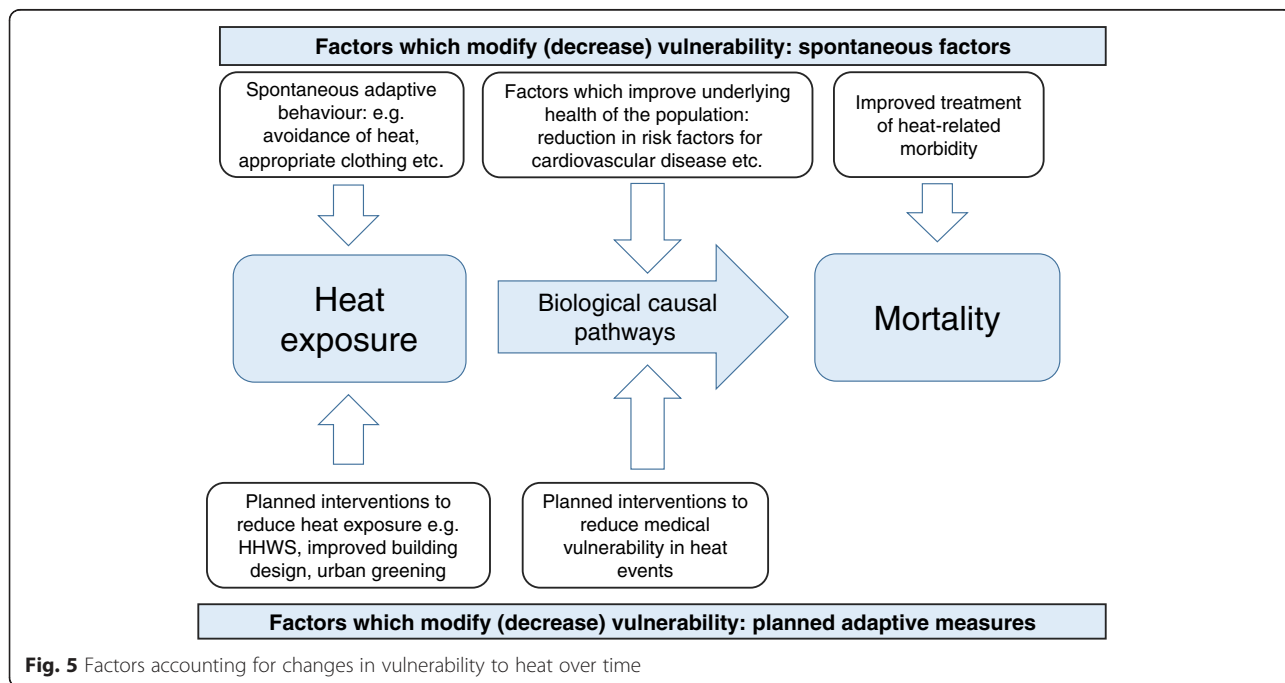 Factors which modify (decrease) vulnerability: spontaneous factors
Spontaneous adaptive
behaviour: e.g.
avoidance of heat,
appropriate clothing etc.
Factors which improve underlying
health of the population:
reduction in risk factors for
cardiovascular disease etc.
Improved treatment
of heat-related
morbidity
Heat
exposure
Biological causal
pathways
Mortality
Planned interventions to
reduce heat exposure e.g.
HHWS, improved building
design, urban greening
Planned interventions to
reduce medical
vulnerability in heat
events
Factors which modify (decrease) vulnerability: planned adaptive measures
Fig. 5 Factors accounting for changes in vulnerability to heat over time